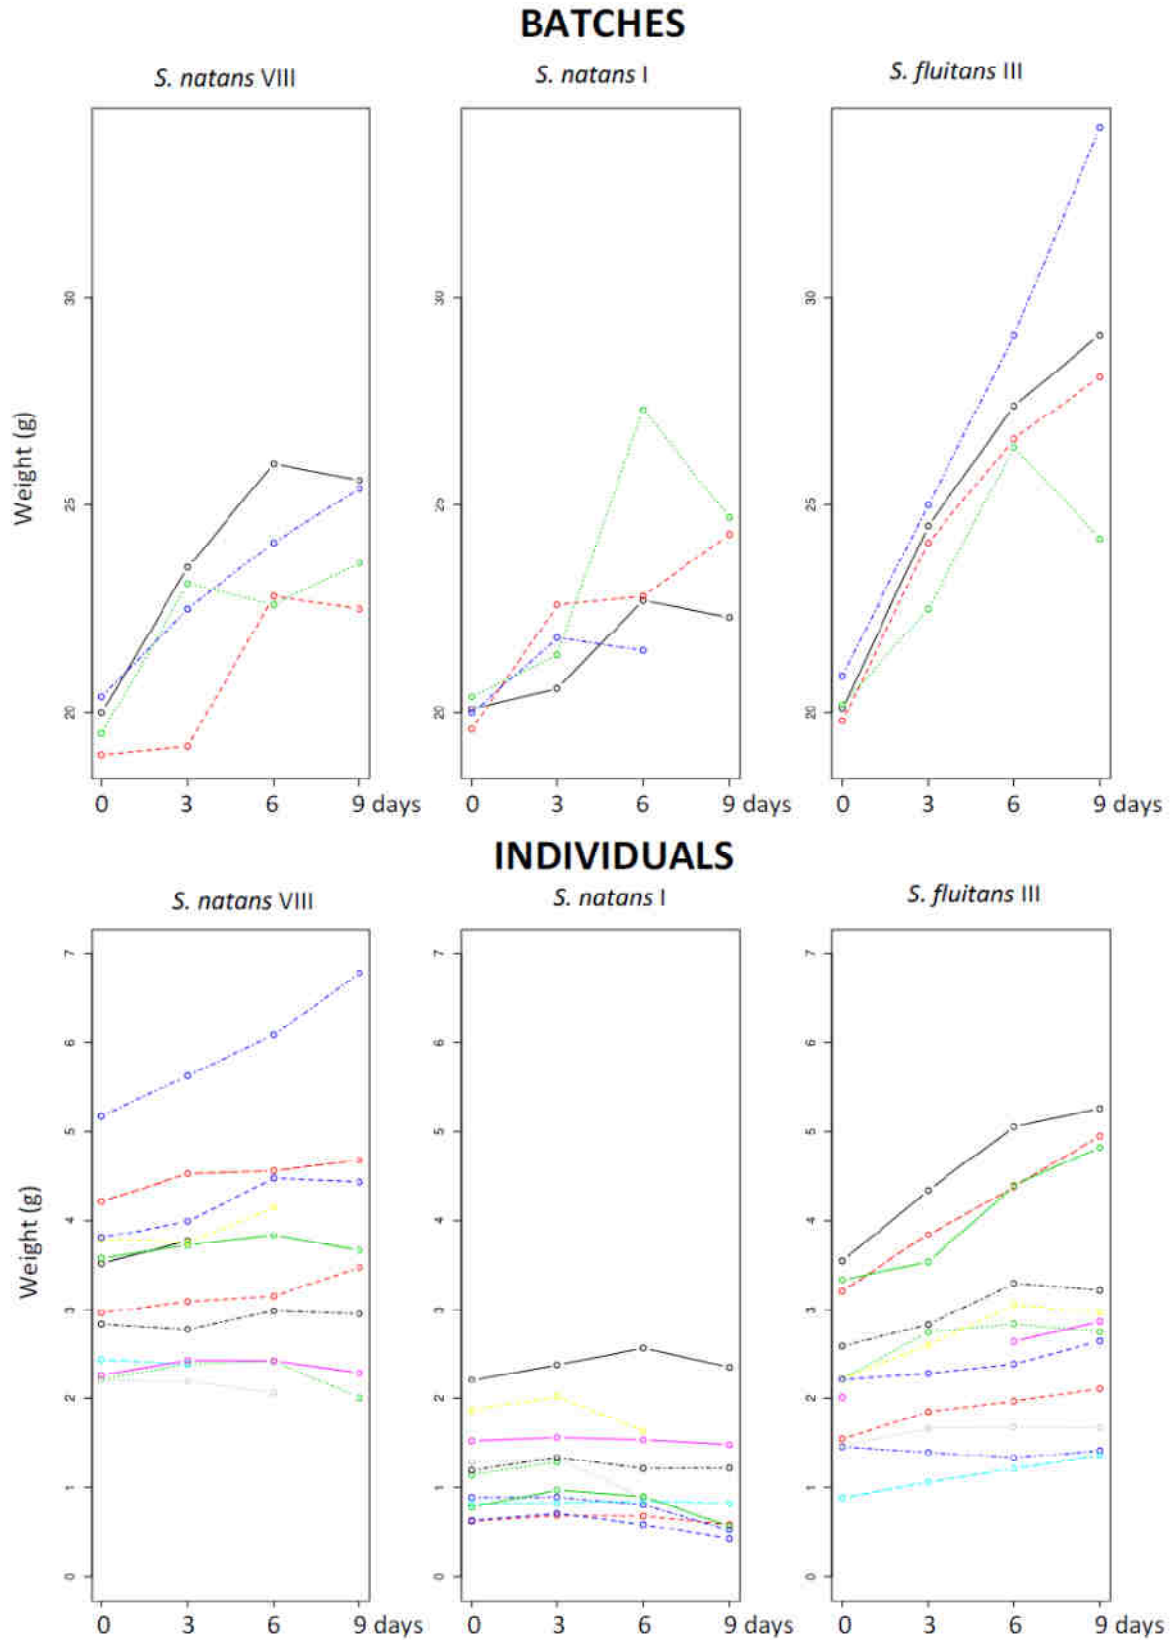 BATCHES
S. natans VIII
S. natans I
S. fluitans III
Weight (g)
30
25
20
30
25
20
30
25
20
0 3 6 9 days
0 3 6 9 days
0 3 6 9 days
INDIVIDUALS
S. natans VIII
S. natans I
S. fluitans III
Weight (g)
7
6
5
4
3
2
1
0
7
6
5
4
3
2
1
0
7
6
5
4
3
2
1
0
0 3 6 9 days
0 3 6 9 days
0 3 6 9 days